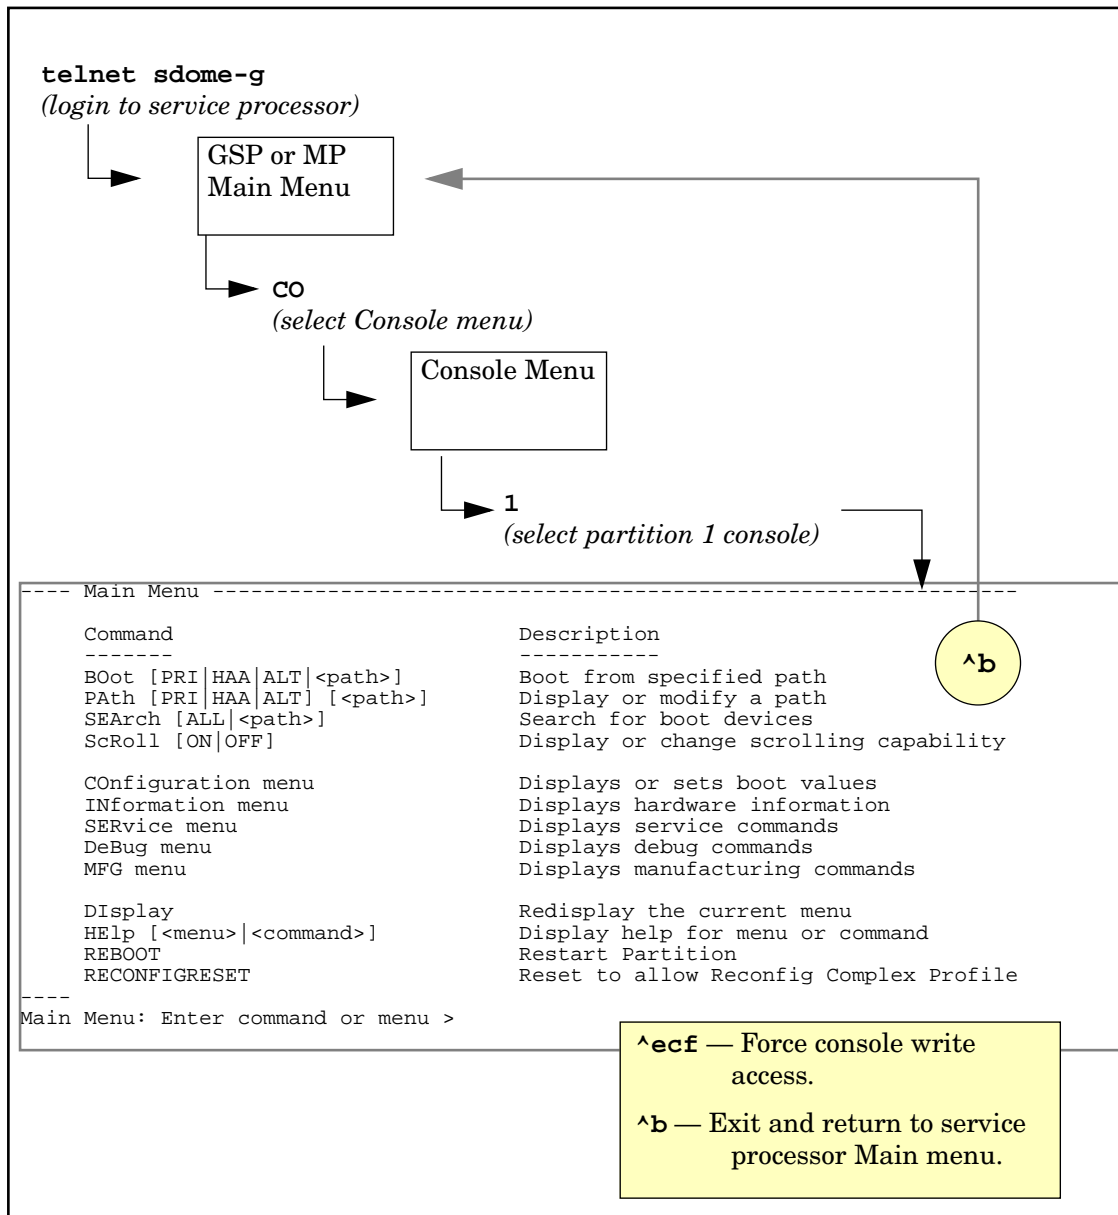 telnet sdome-g
(login to service processor)
GSP or MP
Main Menu
CO
(select Console menu)
Console Menu
1
(select partition 1 console)
---- Main Menu ---------------------------------------------------------------
Command Description
------- -----------
BOot [PRI|HAA|ALT|<path>] Boot from specified path
PAth [PRI|HAA|ALT] [<path>] Display or modify a path
SEArch [ALL|<path>] Search for boot devices
ScRoll [ON|OFF] Display or change scrolling capability
COnfiguration menu Displays or sets boot values
INformation menu Displays hardware information
SERvice menu Displays service commands
DeBug menu Displays debug commands
MFG menu Displays manufacturing commands
DIsplay Redisplay the current menu
HElp [<menu>|<command>] Display help for menu or command
REBOOT Restart Partition
RECONFIGRESET Reset to allow Reconfig Complex Profile
----
Main Menu: Enter command or menu >
^b
^ecf — Force console write
access.
^b — Exit and return to service
processor Main menu.